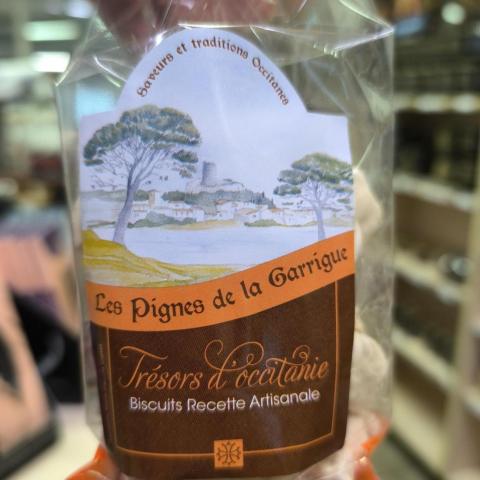 Saveurs et traditions Occitanes
Les Pignes de la Garrigue
Trésors d'occitanie
Biscuits Recette Artisanale